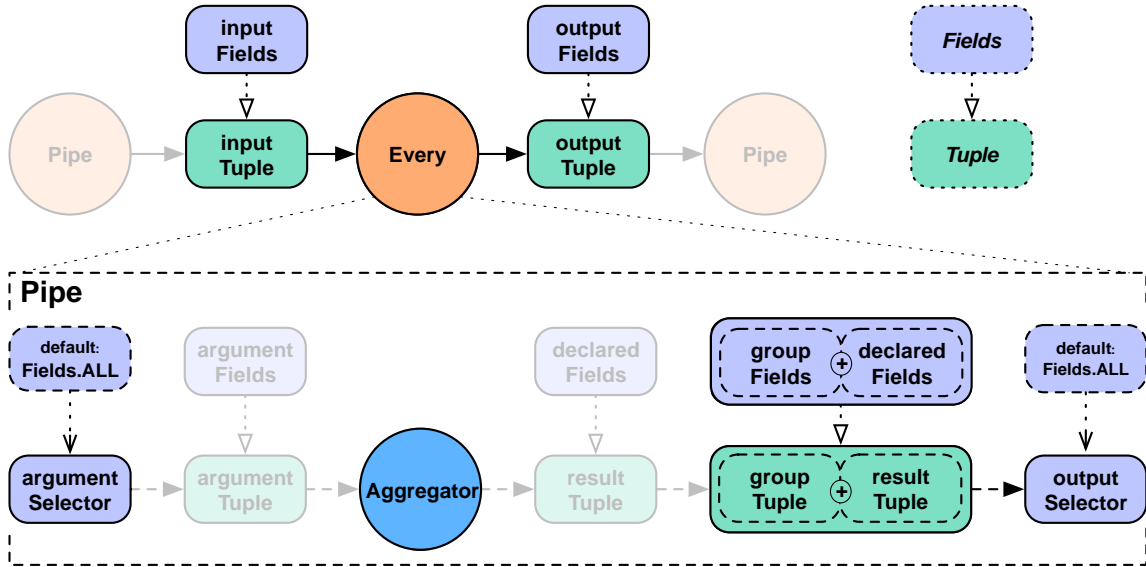 input
Fields
output
Fields
Fields
Pipe
input
Tuple
Every
output
Tuple
Pipe
Tuple
Pipe
default:
Fields.ALL
argument
Fields
declared
Fields
group
Fields
+
declared
Fields
default:
Fields.ALL
argument
Selector
argument
Tuple
Aggregator
result
Tuple
group
Tuple
+
result
Tuple
output
Selector